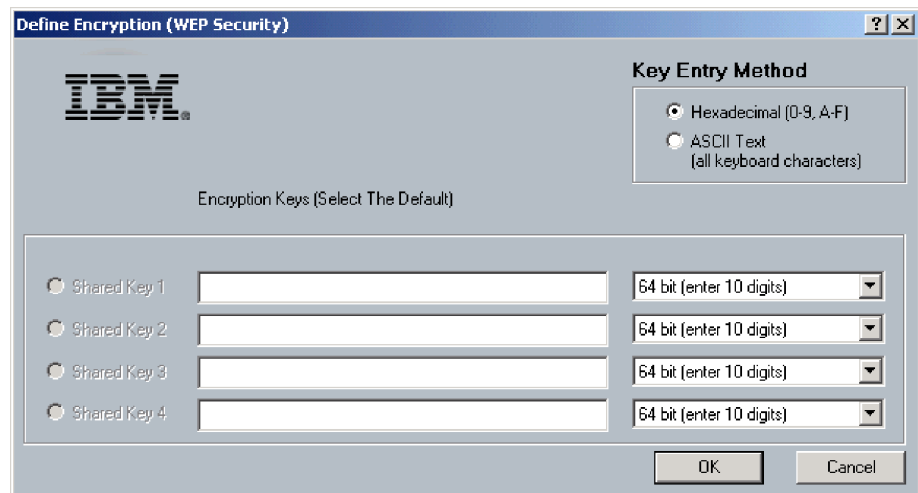 Define Encryption (WEP Security)
? X
IBM®
Key Entry Method
Hexadecimal (0-9, A-F)
ASCII Text
(all keyboard characters)
Encryption Keys (Select The Default)
Shared Key 1 64 bit (enter 10 digits)
Shared Key 2 64 bit (enter 10 digits)
Shared Key 3 64 bit (enter 10 digits)
Shared Key 4 64 bit (enter 10 digits)
OK Cancel